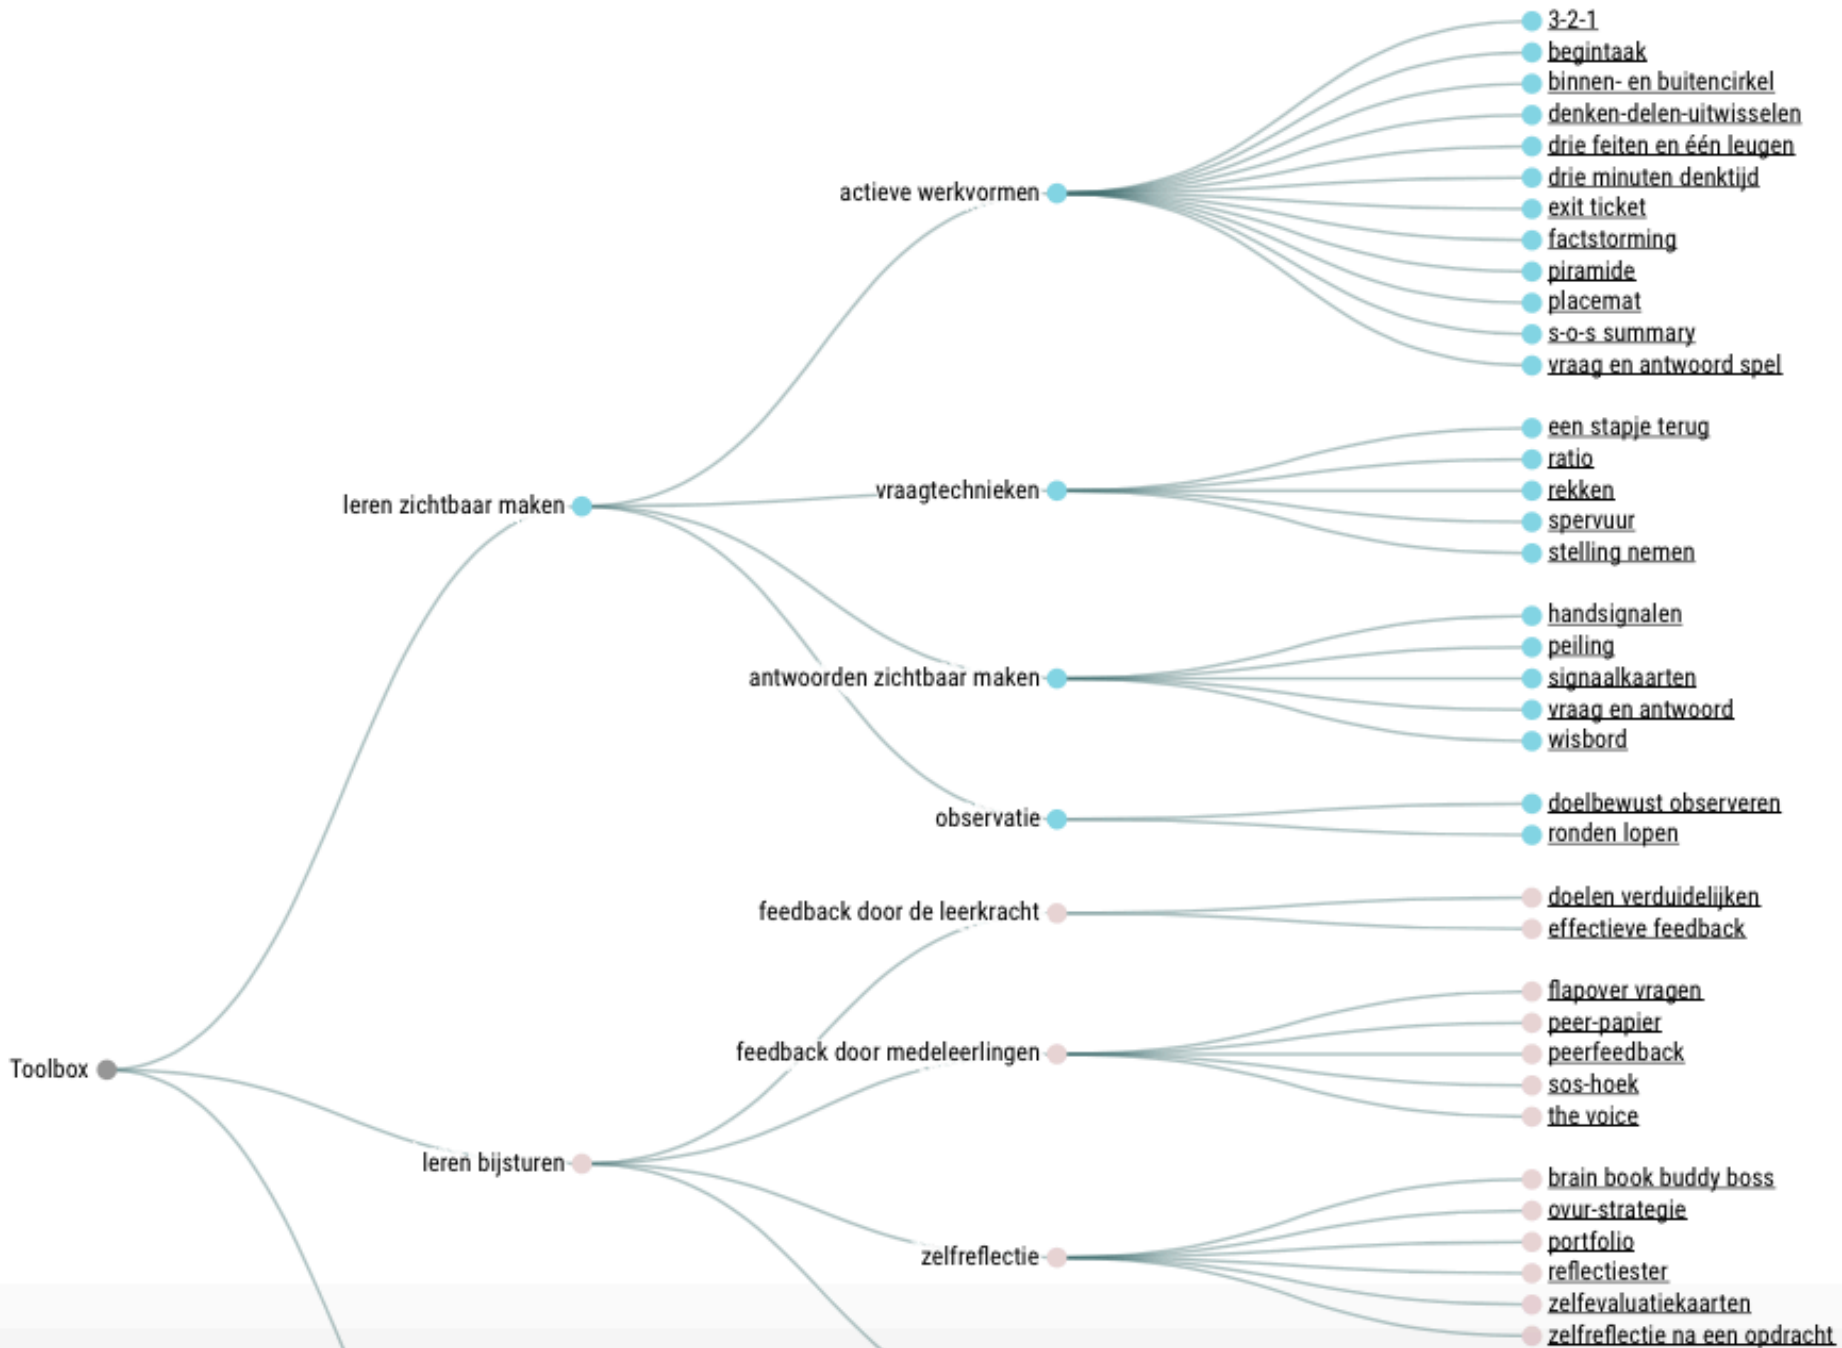 Toolbox
leren zichtbaar maken
actieve werkvormen
3-2-1
begintaak
binnen- en buitencirkel
denken-delen-uitwisselen
drie feiten en één leugen
drie minuten denktijd
exit ticket
factstorming
piramide
placemat
s-o-s summary
vraag en antwoord spel
vraagtechnieken
een stapje terug
ratio
rekken
spervuur
stelling nemen
antwoorden zichtbaar maken
handsignalen
peiling
signaalkaarten
vraag en antwoord
wisbord
observatie
doelbewust observeren
ronden lopen
leren bijsturen
feedback door de leerkracht
doelen verduidelijken
effectieve feedback
feedback door medeleerlingen
flapover vragen
peer-papier
peerfeedback
sos-hoek
the voice
zelfreflectie
brain book buddy boss
ovur-strategie
portfolio
reflectiester
zelfevaluatiekaarten
zelfreflectie na een opdracht